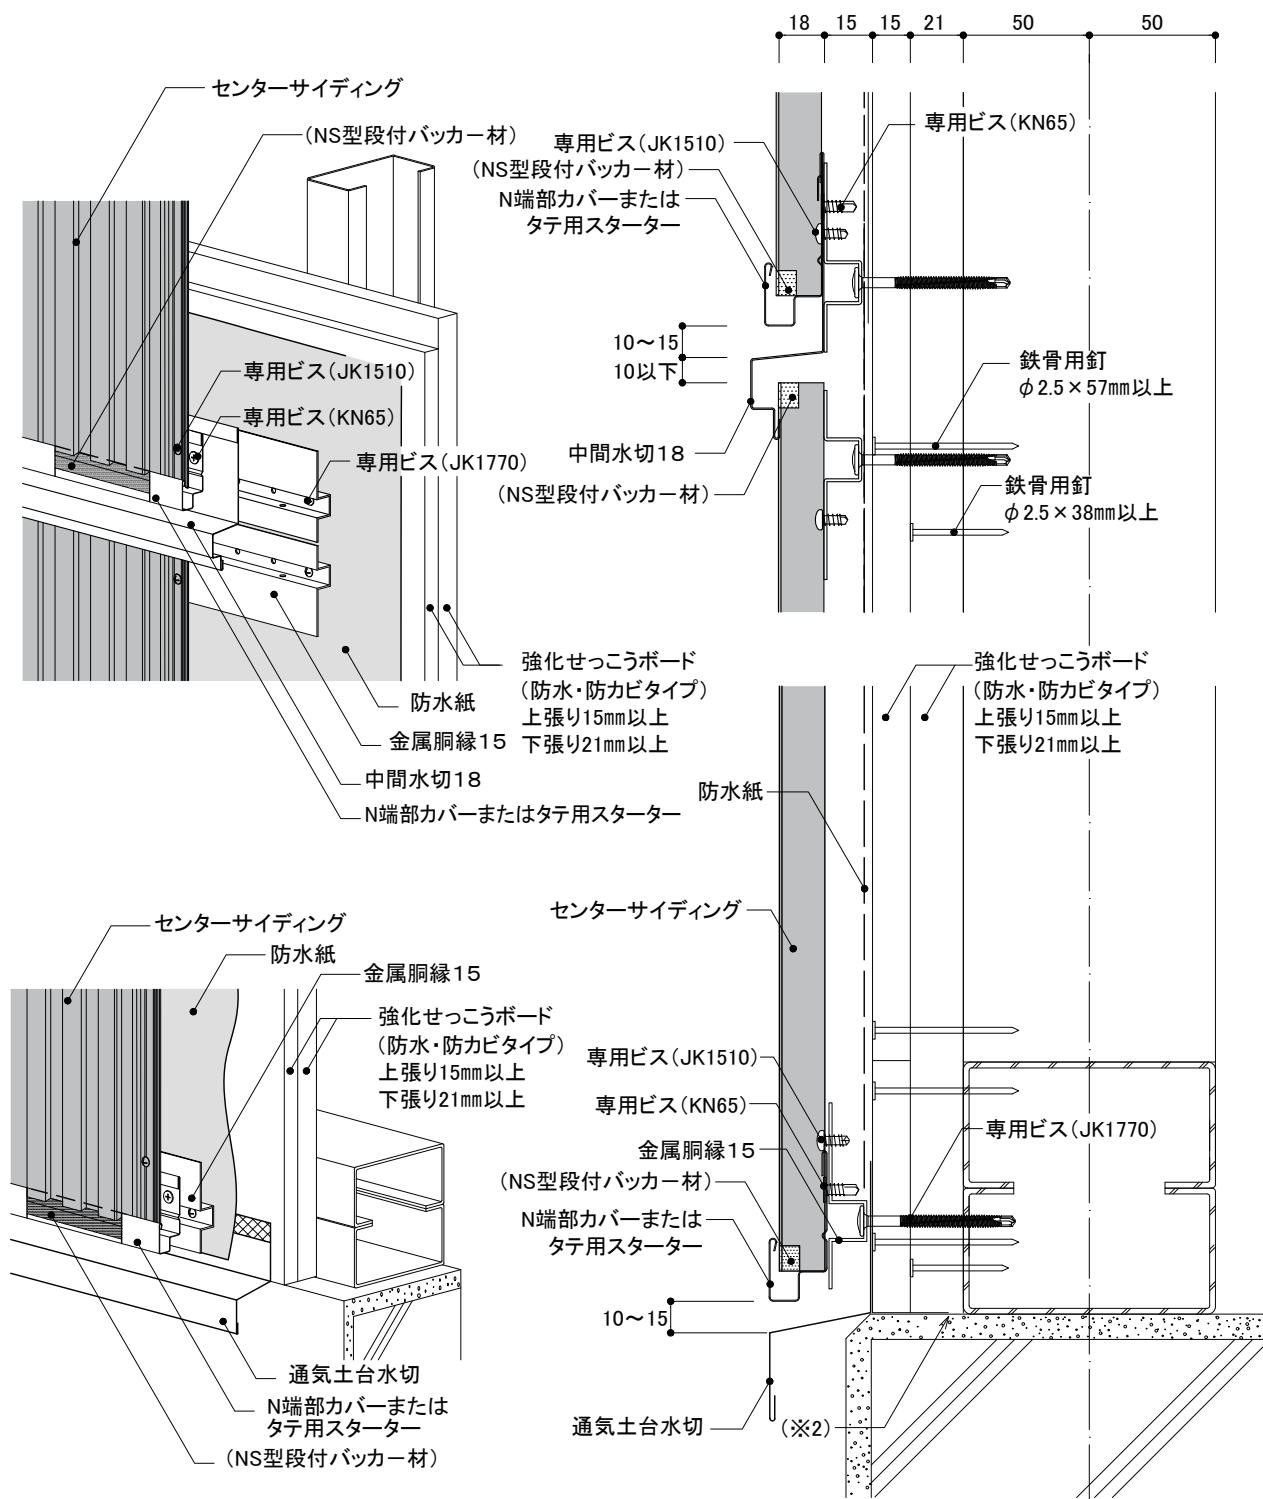 センターサイディング
(NS型段付バッカー材)
専用ビス(JK1510)
専用ビス(KN65)
専用ビス(JK1770)
強化せっこうボード
(防水・防カビタイプ)
上張り15mm以上
下張り21mm以上
防水紙
金属胴縁15
中間水切18
N端部カバーまたはタテ用スターター
18
15
15
21
50
50
専用ビス(JK1510)
(NS型段付バッカー材)
N端部カバーまたは
タテ用スターター
専用ビス(KN65)
10～15
10以下
鉄骨用釘
φ2.5×57mm以上
中間水切18
(NS型段付バッカー材)
鉄骨用釘
φ2.5×38mm以上
強化せっこうボード
(防水・防カビタイプ)
上張り15mm以上
下張り21mm以上
防水紙
センターサイディング
専用ビス(JK1510)
専用ビス(KN65)
金属胴縁15
(NS型段付バッカー材)
N端部カバーまたは
タテ用スターター
専用ビス(JK1770)
10～15
通気土台水切
(※2)
センターサイディング
防水紙
金属胴縁15
強化せっこうボード
(防水・防カビタイプ)
上張り15mm以上
下張り21mm以上
通気土台水切
N端部カバーまたは
タテ用スターター
(NS型段付バッカー材)